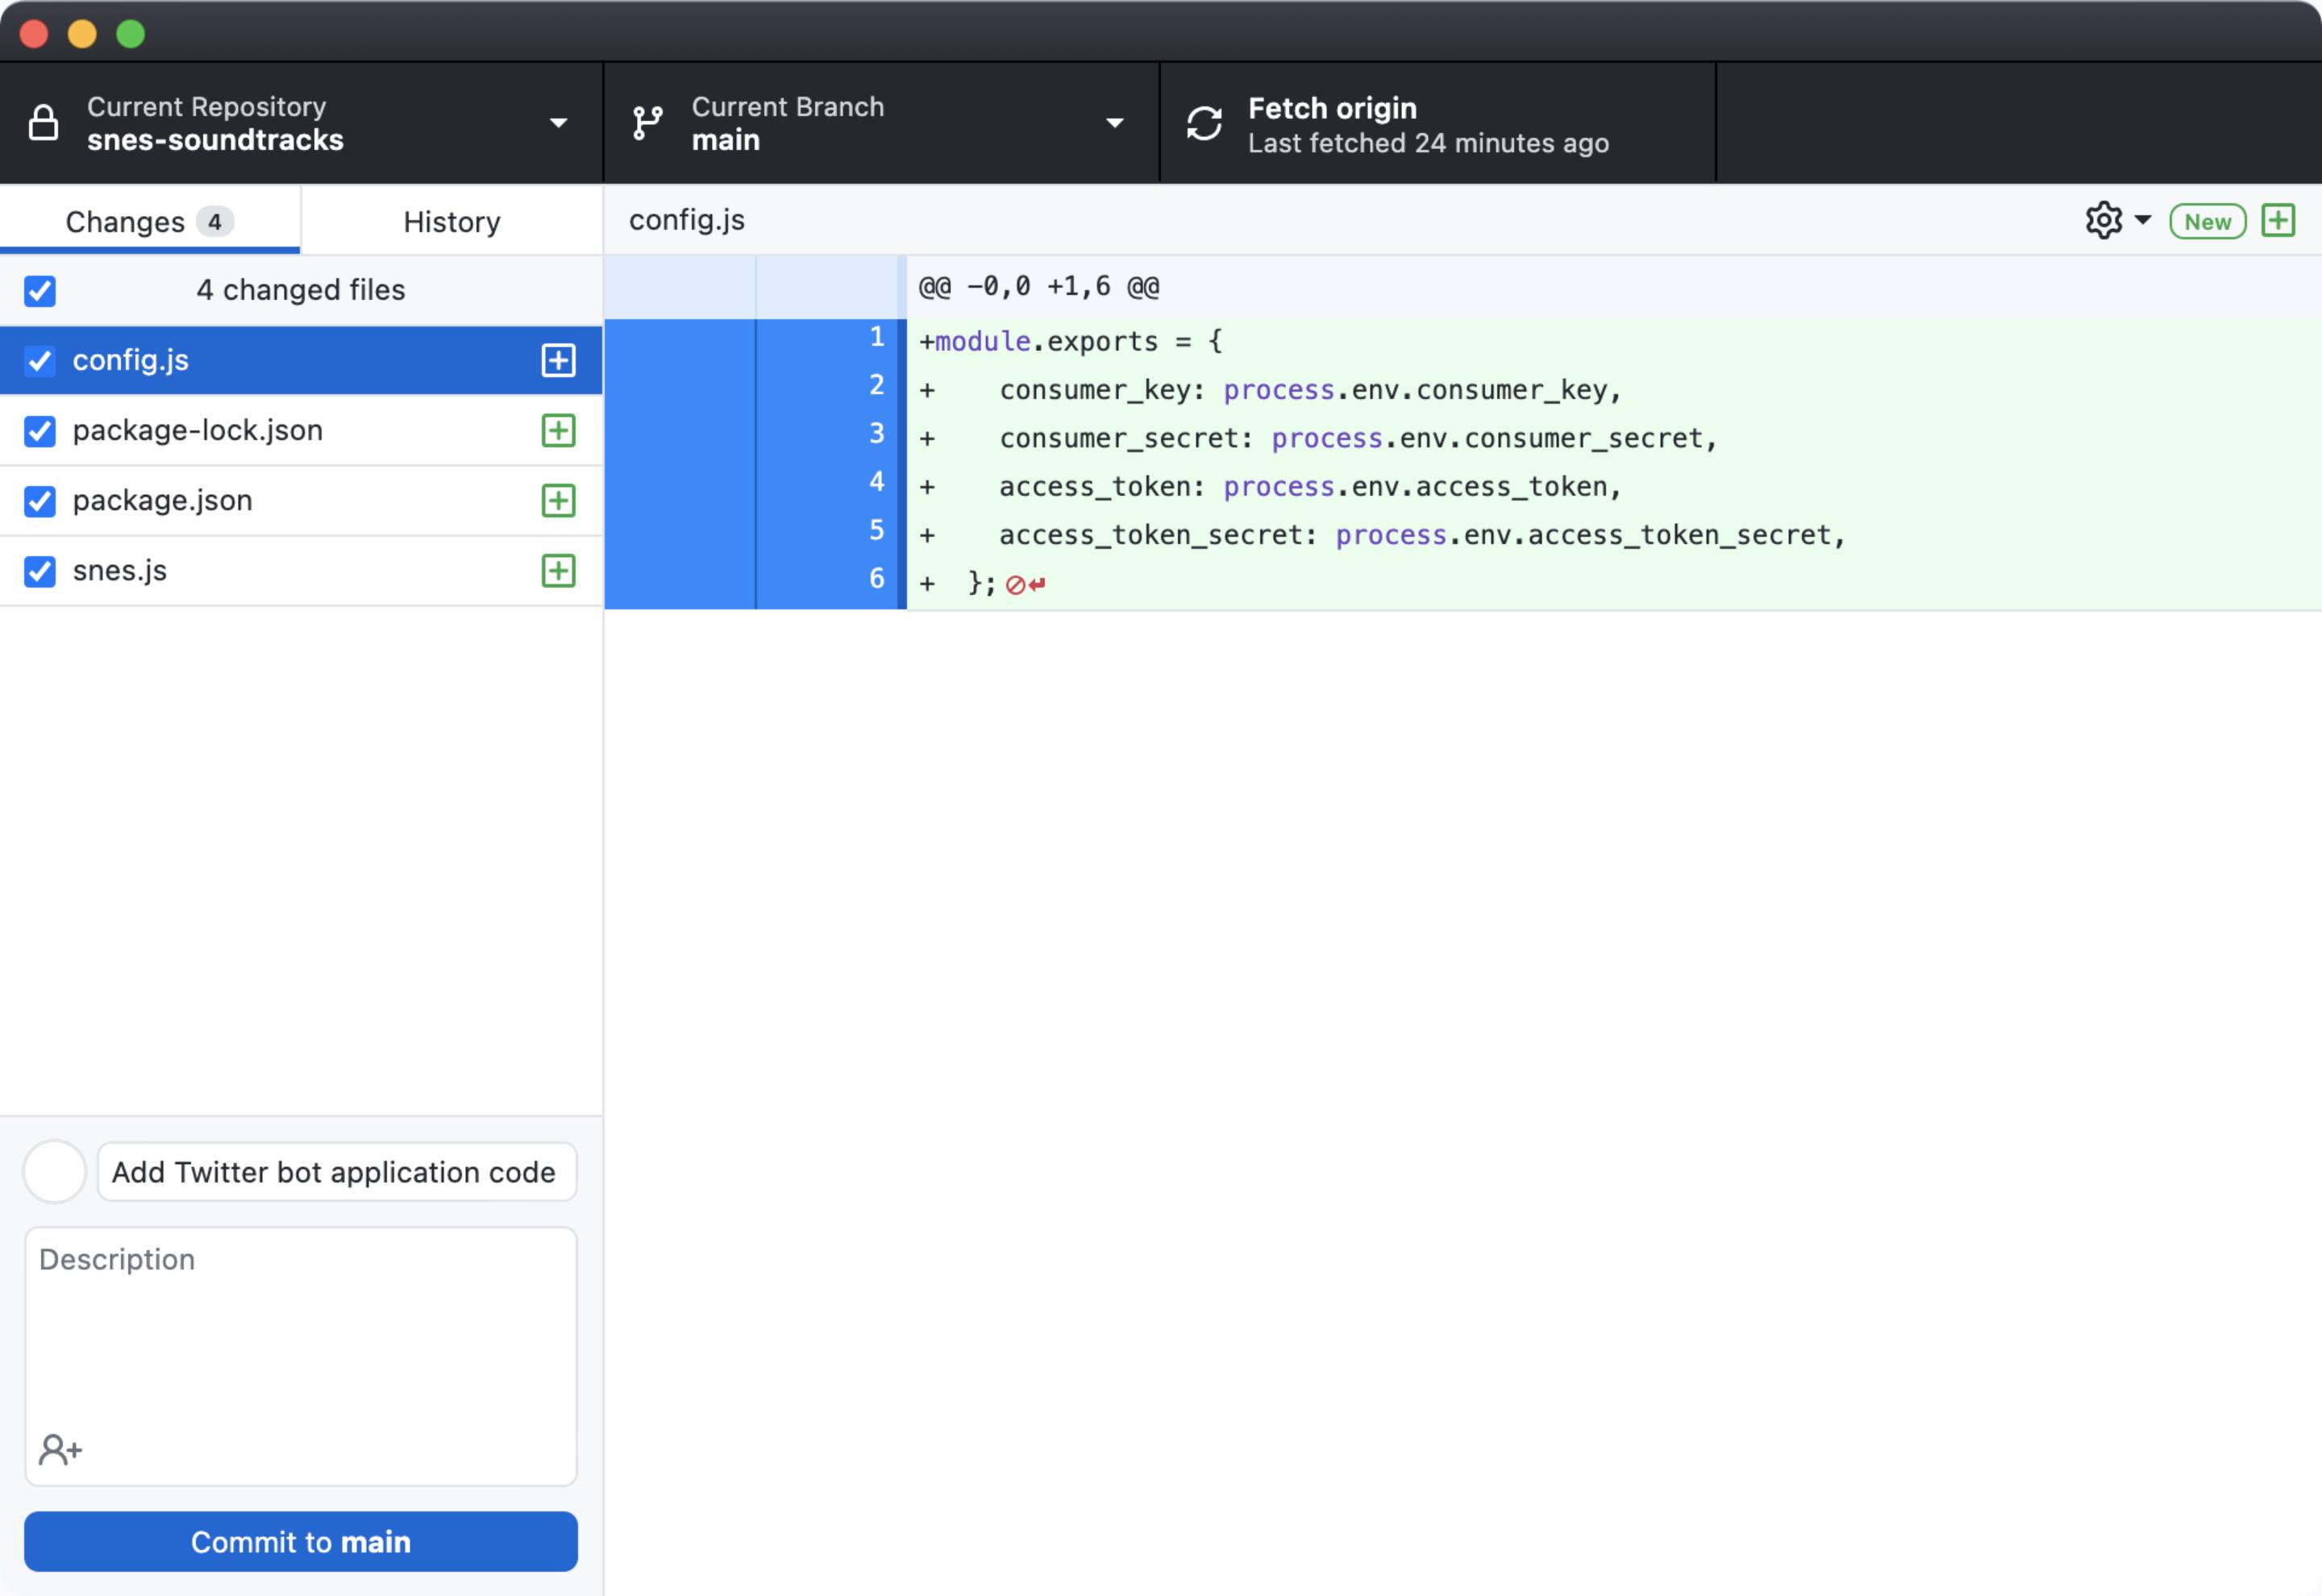 Current Repository
snes-soundtracks
Current Branch
main
Fetch origin
Last fetched 24 minutes ago
Changes 4
History
4 changed files
config.js
package-lock.json
package.json
snes.js
Add Twitter bot application code
Description
Commit to main
config.js
New
@@ -0,0 +1,6 @@
1 +module.exports = {
2 +    consumer_key: process.env.consumer_key,
3 +    consumer_secret: process.env.consumer_secret,
4 +    access_token: process.env.access_token,
5 +    access_token_secret: process.env.access_token_secret,
6 +  };